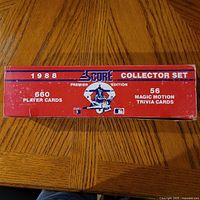 1988 SCORE COLLECTOR SET
PREMIER EDITION
660
PLAYER CARDS
56
MAGIC MOTION
TRIVIA CARDS